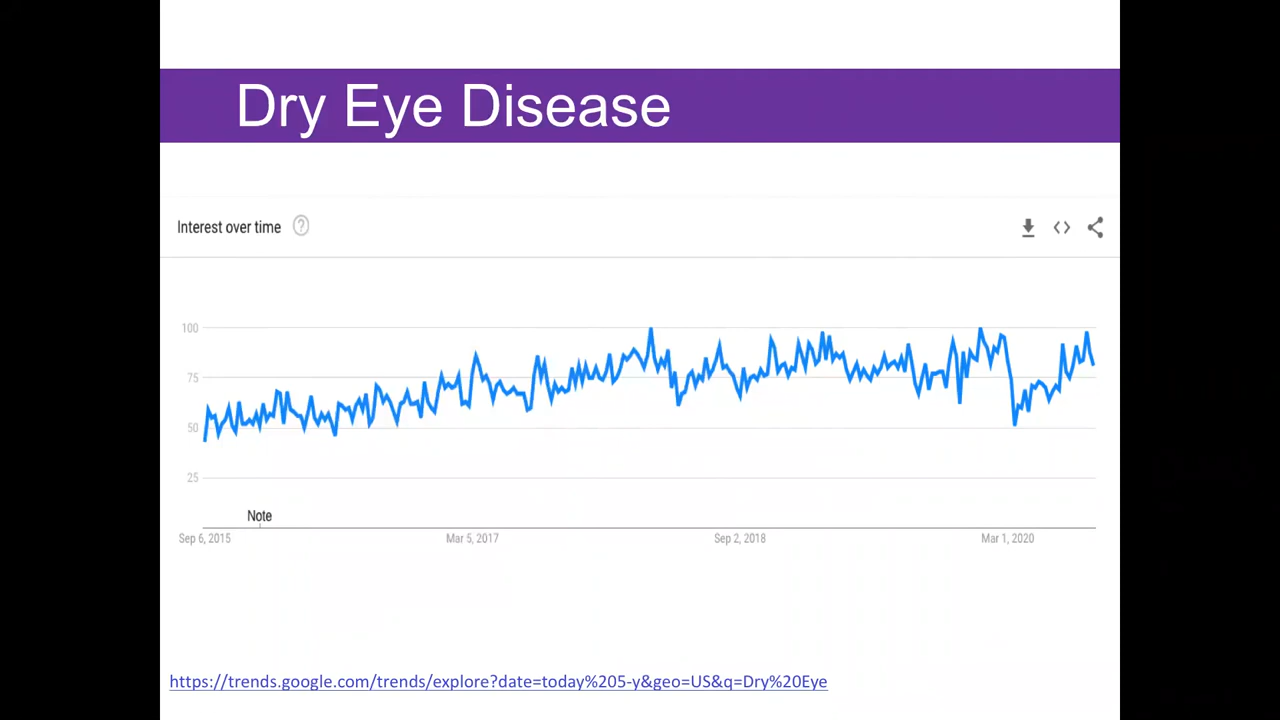 Dry Eye Disease
Interest over time ?
100
75
50
25
Note
Sep 6, 2015 Mar 5, 2017 Sep 2, 2018 Mar 1, 2020
https://trends.google.com/trends/explore?date=today%205-y&geo=US&q=Dry%20Eye